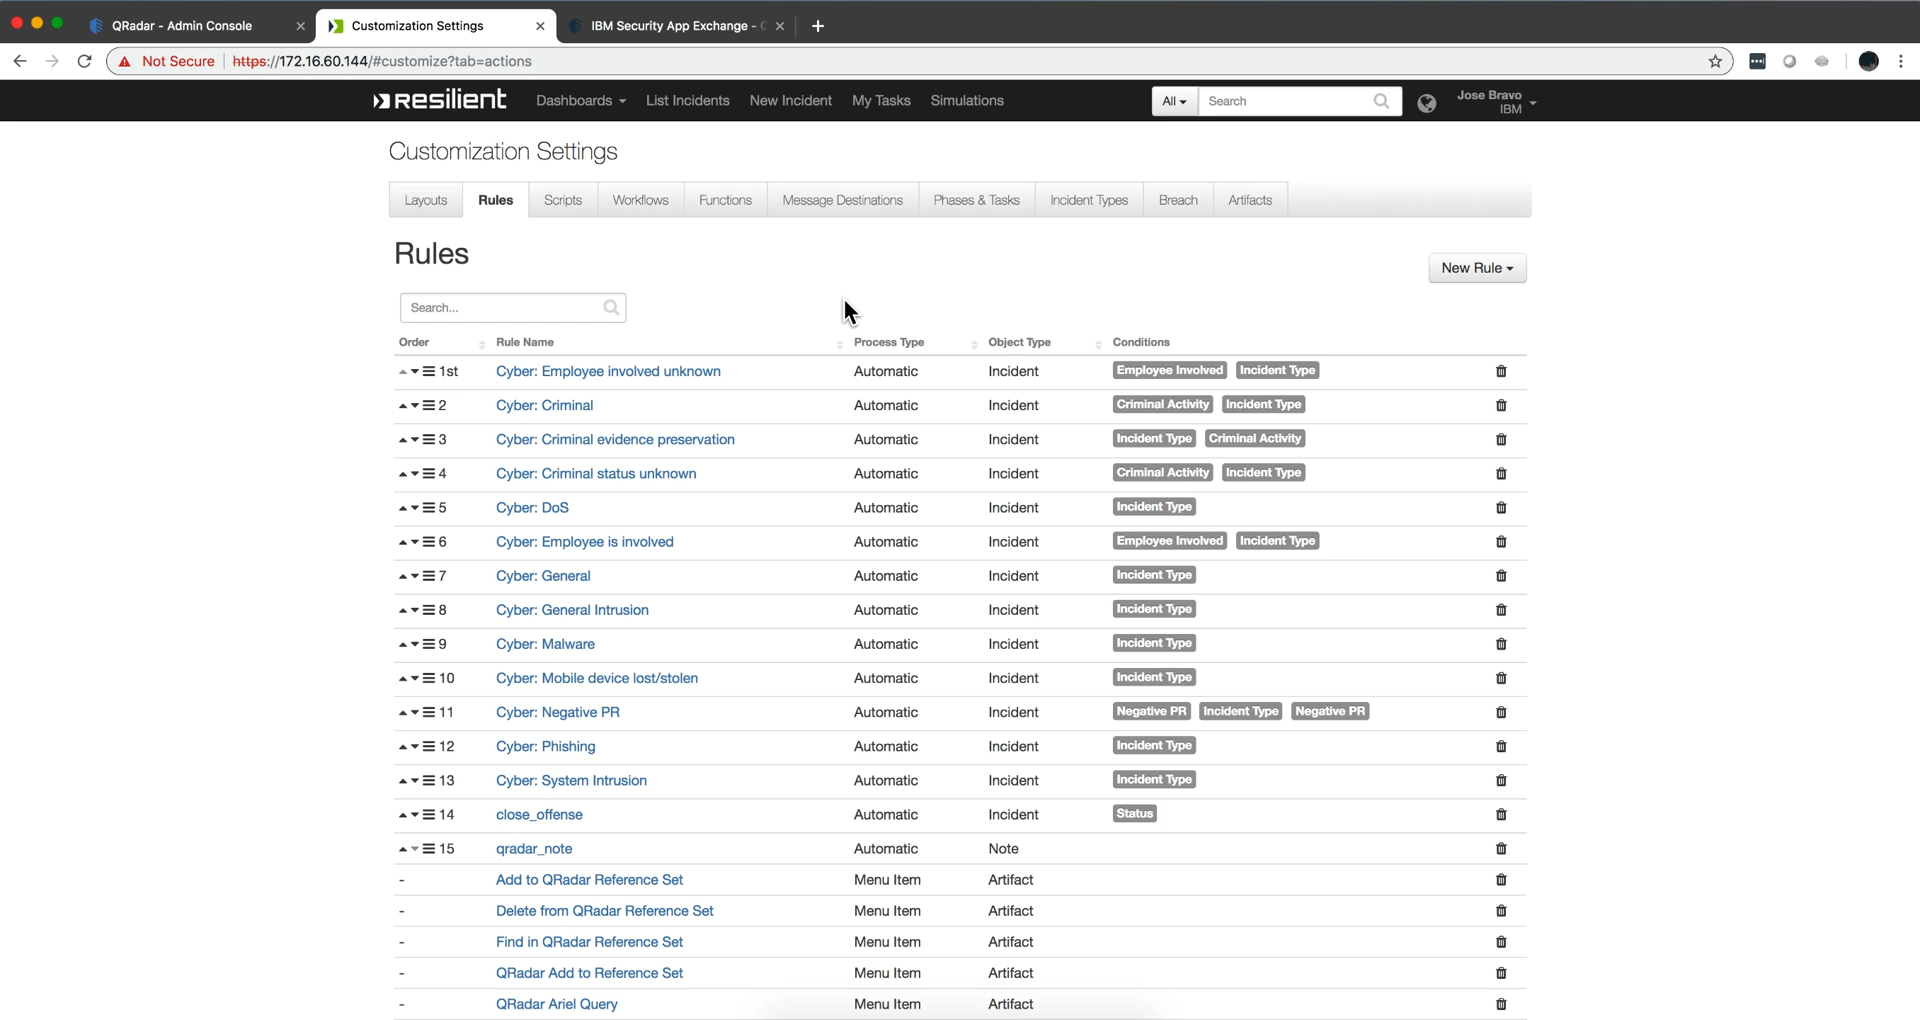 QRadar - Admin Console
Customization Settings
IBM Security App Exchange -
Not Secure https://172.16.60.144/#customize?tab=actions
resilient Dashboards List Incidents New Incident My Tasks Simulations All Search Jose Bravo
IBM
Customization Settings
Layouts Rules Scripts Workflows Functions Message Destinations Phases & Tasks Incident Types Breach Artifacts
Rules
New Rule
Search...
Order Rule Name Process Type Object Type Conditions
1st Cyber: Employee involved unknown Automatic Incident Employee Involved Incident Type
2 Cyber: Criminal Automatic Incident Criminal Activity Incident Type
3 Cyber: Criminal evidence preservation Automatic Incident Incident Type Criminal Activity
4 Cyber: Criminal status unknown Automatic Incident Criminal Activity Incident Type
5 Cyber: DoS Automatic Incident Incident Type
6 Cyber: Employee is involved Automatic Incident Employee Involved Incident Type
7 Cyber: General Automatic Incident Incident Type
8 Cyber: General Intrusion Automatic Incident Incident Type
9 Cyber: Malware Automatic Incident Incident Type
10 Cyber: Mobile device lost/stolen Automatic Incident Incident Type
11 Cyber: Negative PR Automatic Incident Negative PR Incident Type Negative PR
12 Cyber: Phishing Automatic Incident Incident Type
13 Cyber: System Intrusion Automatic Incident Incident Type
14 close_offense Automatic Incident Status
15 qradar_note Automatic Note
- Add to QRadar Reference Set Menu Item Artifact
- Delete from QRadar Reference Set Menu Item Artifact
- Find in QRadar Reference Set Menu Item Artifact
- QRadar Add to Reference Set Menu Item Artifact
- QRadar Ariel Query Menu Item Artifact